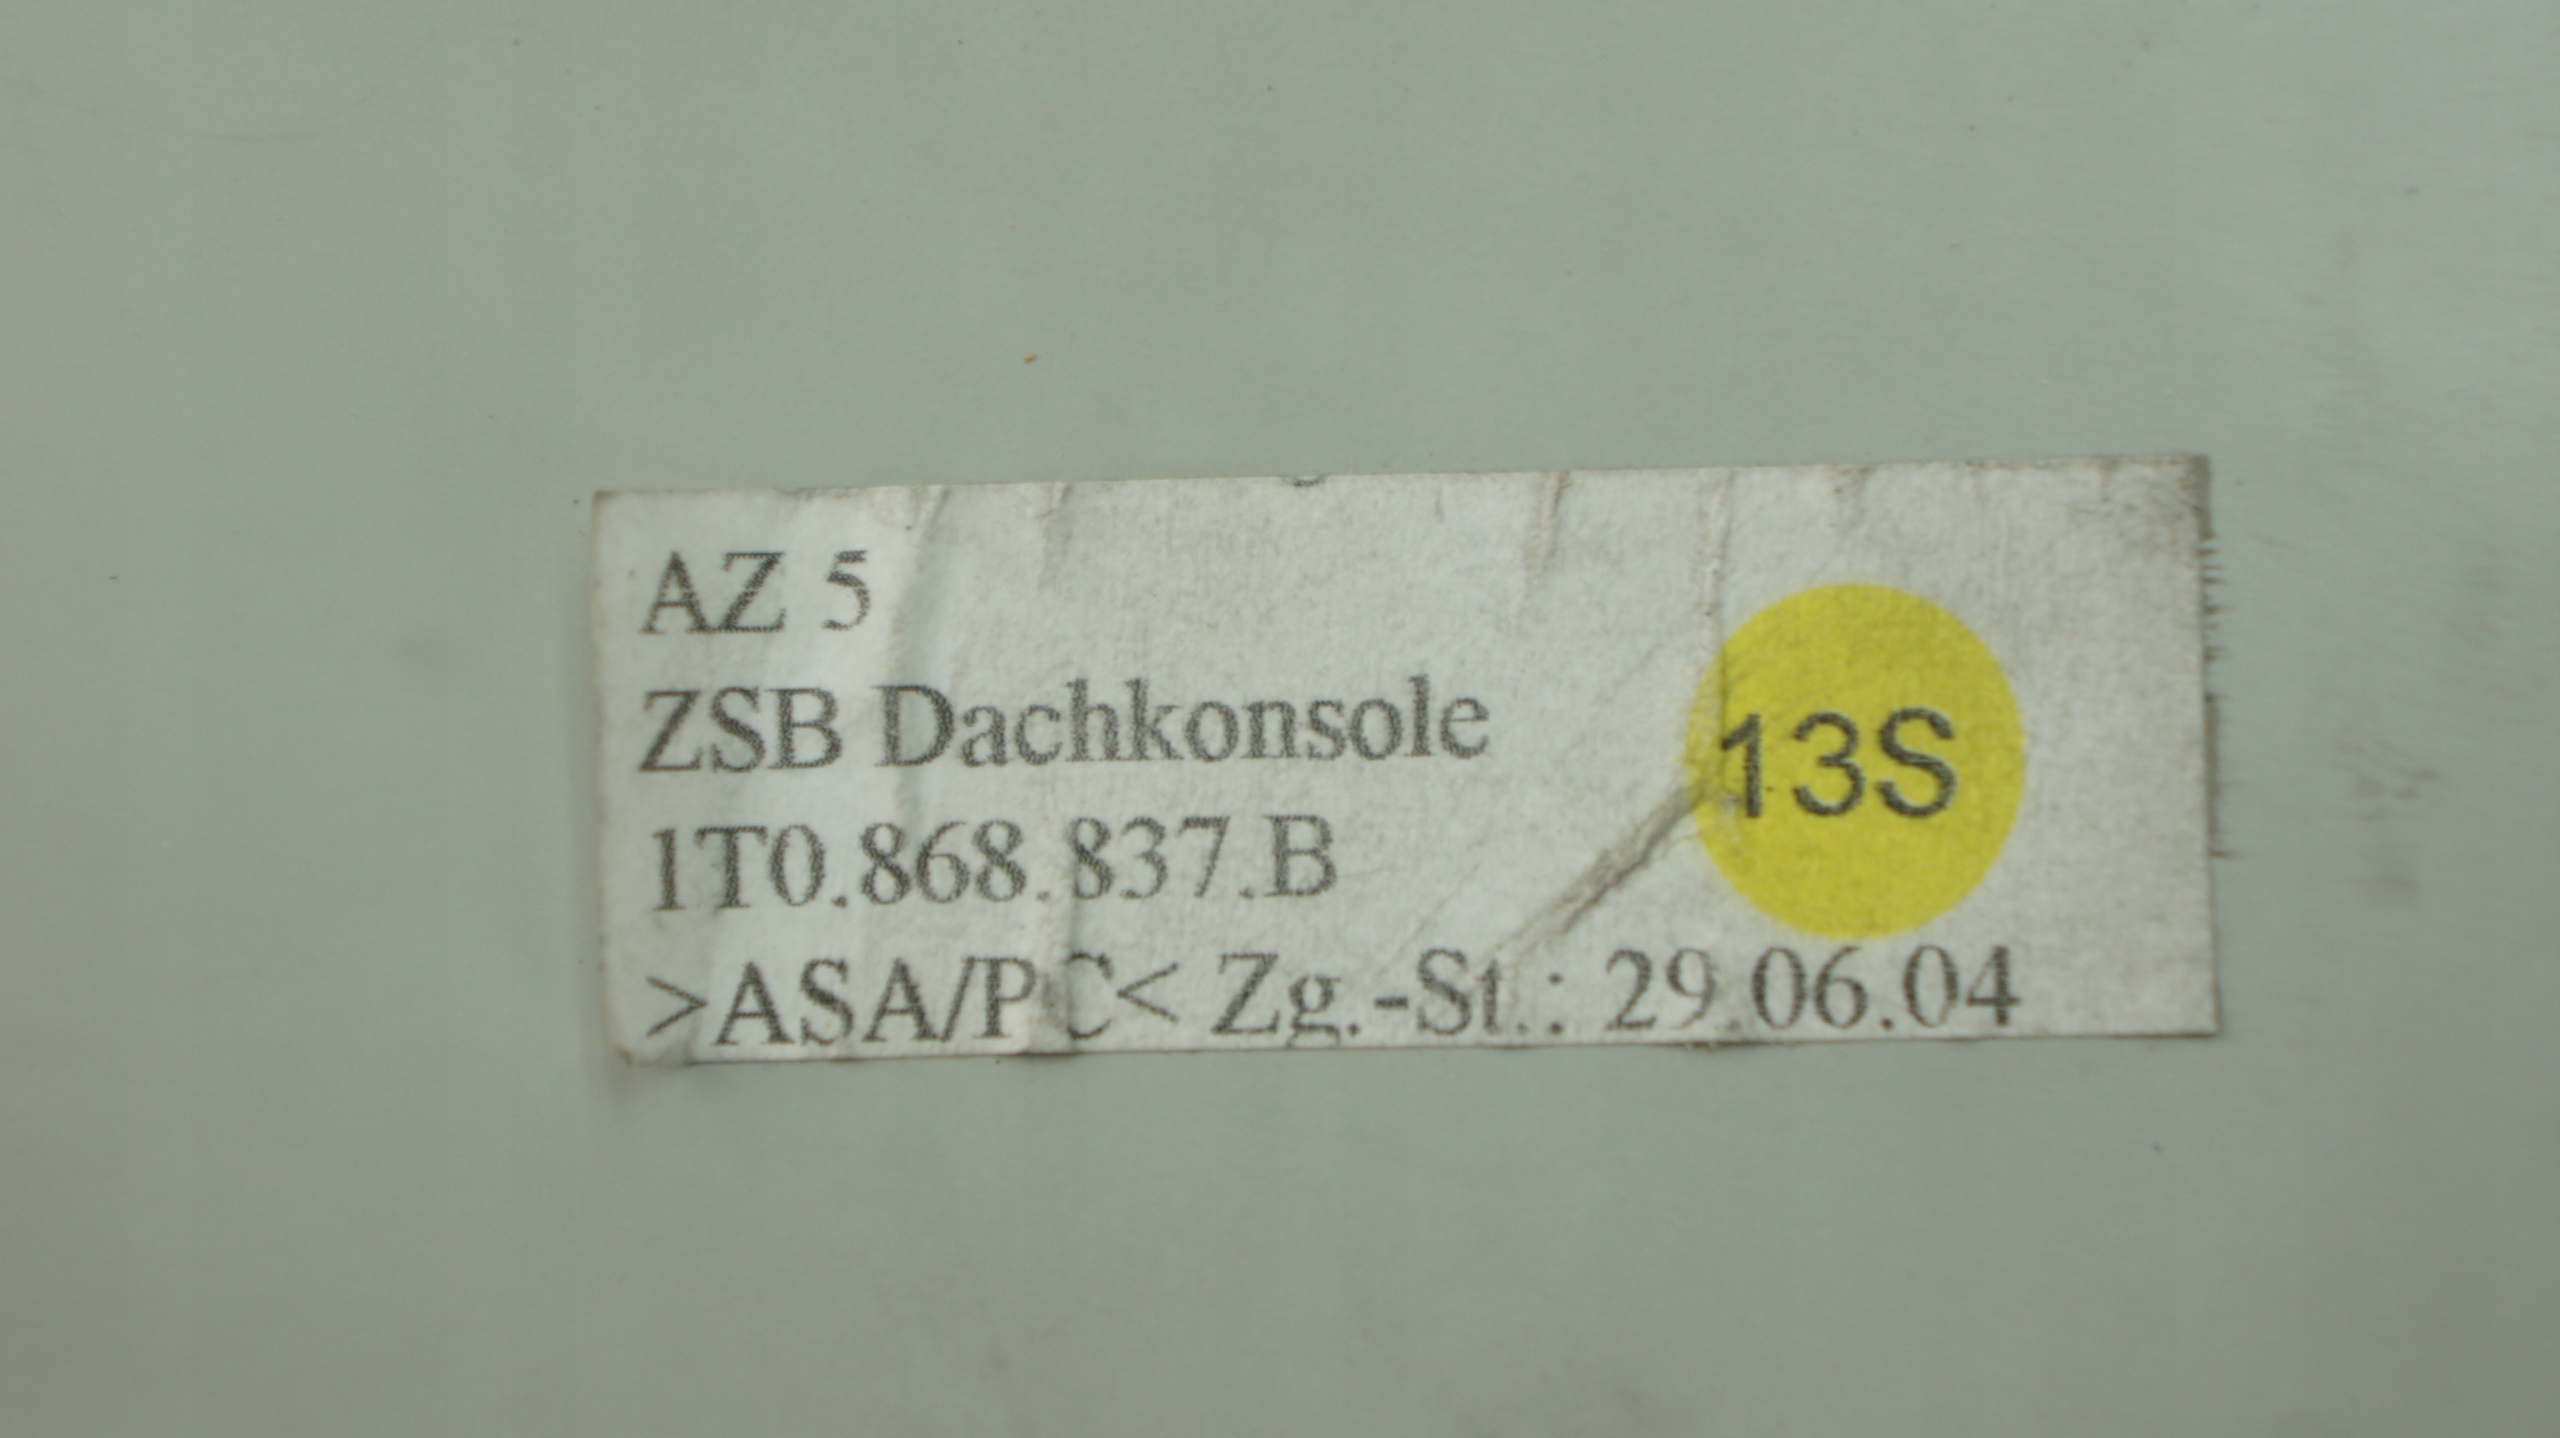 AZ 5
ZSB Dachkonsole
13S
1T0.868.837.B
>ASA/PC< Zg.-St.: 29.06.04